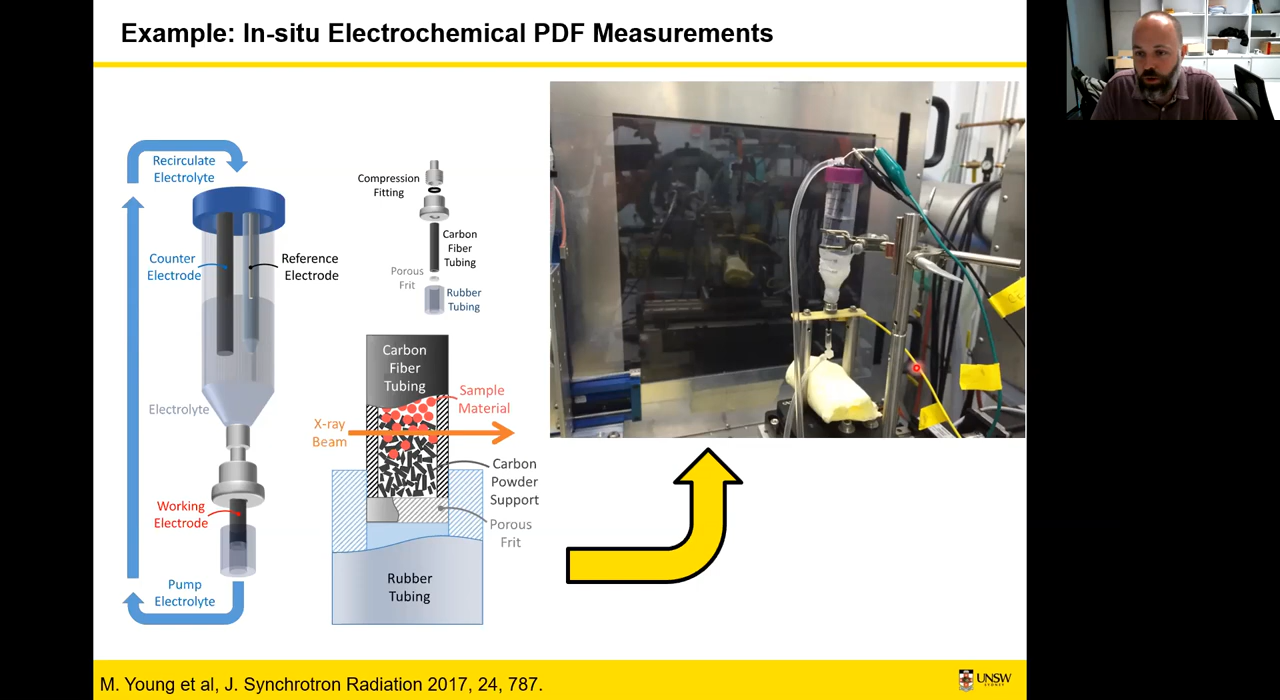 Example: In-situ Electrochemical PDF Measurements
Recirculate
Electrolyte
Counter
Electrode
Reference
Electrode
Electrolyte
Working
Electrode
Pump
Electrolyte
Compression
Fitting
Carbon
Fiber
Tubing
Porous
Frit
Rubber
Tubing
Carbon
Fiber
Tubing
Sample
Material
X-ray
Beam
Carbon
Powder
Support
Porous
Frit
Rubber
Tubing
M. Young et al, J. Synchrotron Radiation 2017, 24, 787.
UNSW
SYDNEY